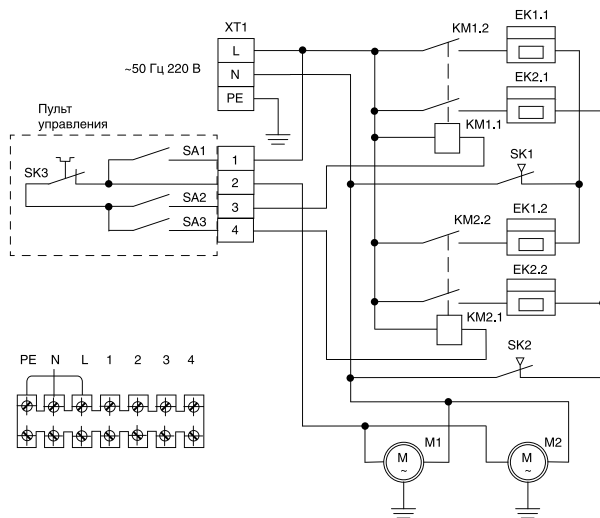 XT1
KM1.2
EK1.1
L
~50 Гц 220 В
N
EK2.1
PE
Пульт
управления
KM1.1
SA1
1
SK1
SK3
2
SA2
3
KM2.2
EK1.2
SA3
4
EK2.2
KM2.1
SK2
PE N L 1 2 3 4
M1
M2
M
~
M
~